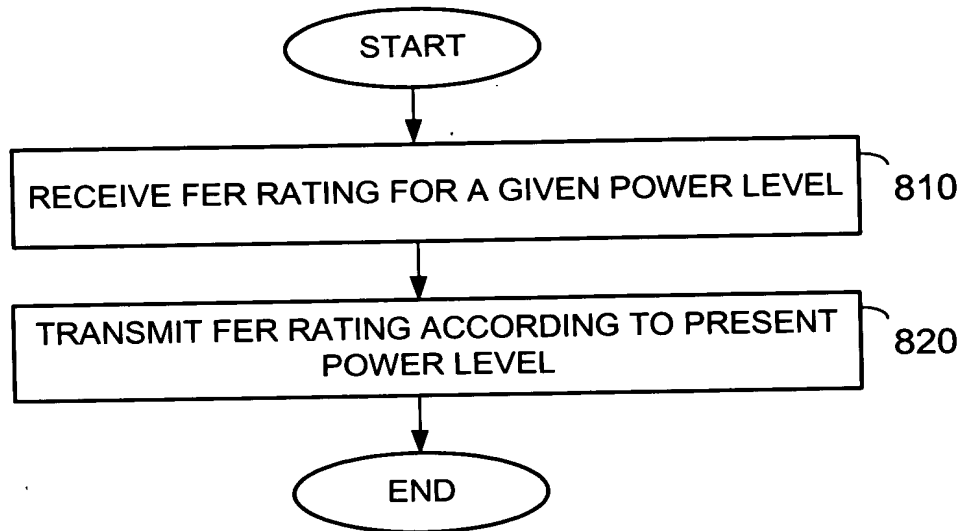 START
RECEIVE FER RATING FOR A GIVEN POWER LEVEL
810
TRANSMIT FER RATING ACCORDING TO PRESENT
POWER LEVEL
820
END